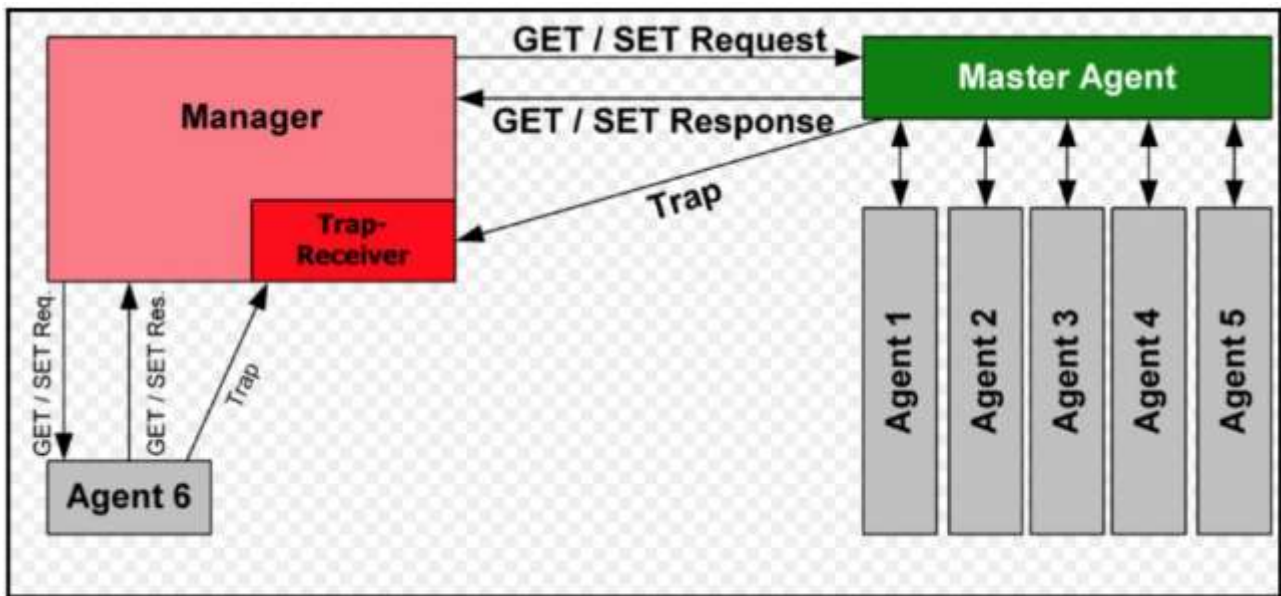 GET / SET Request
Manager
Master Agent
GET / SET Response
Trap
Trap-
Receiver
GET / SET Req.
GET / SET Res.
Trap
Agent 1
Agent 2
Agent 3
Agent 4
Agent 5
Agent 6